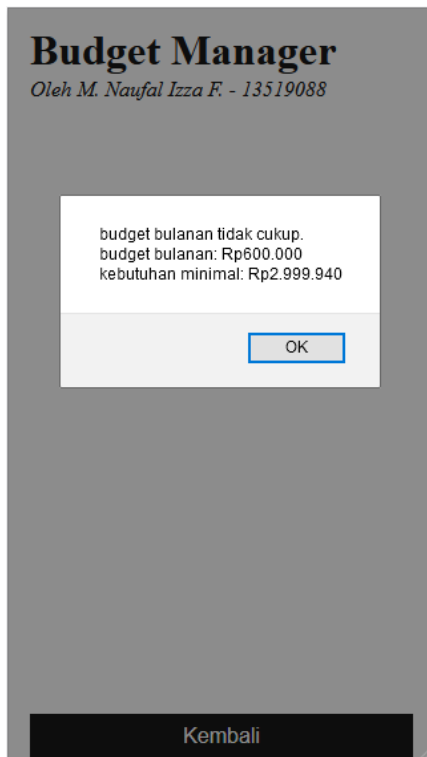 Budget Manager
Oleh M. Naufal Izza F. - 13519088
budget bulanan tidak cukup.
budget bulanan: Rp600.000
kebutuhan minimal: Rp2.999.940
OK
Kembali